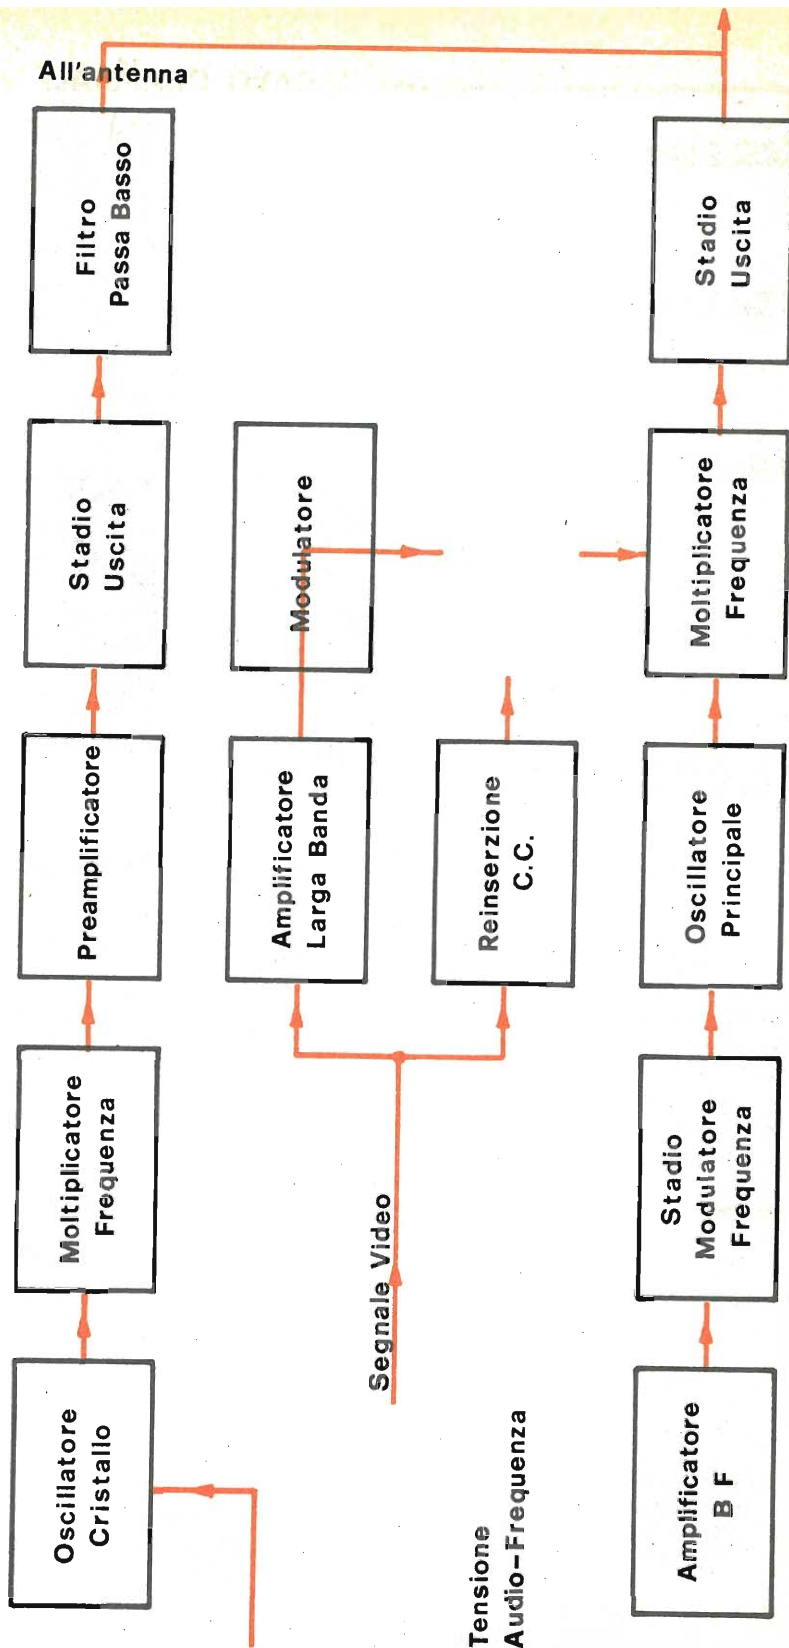 All'antenna
Oscillatore
Cristallo
Moltiplicatore
Frequenza
Preamplificatore
Stadio
Uscita
Filtro
Passa Basso
Segnale Video
Amplificatore
Larga Banda
Modulatore
Reinserzione
C.C.
Tensione
Audio-Frequenza
Amplificatore
B F
Stadio
Modulatore
Frequenza
Oscillatore
Principale
Moltiplicatore
Frequenza
Stadio
Uscita